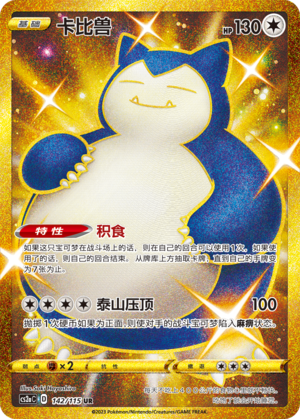 基础 卡比兽 HP 130
特性 积食
如果这只宝可梦在战斗场上的话,则在自己的回合可以使用1次。如果使
用了的话,则自己的回合结束。从牌库上方抽取卡牌,直到自己的手牌变
为7张为止。
泰山压顶 100
抛掷1次硬币如果为正面,则使对手的战斗宝可梦陷入麻痹状态。
Illus. Saki Hayashiro
弱点 ×2 抗性 撤退
142/115 UR
©2023 Pokémon/Nintendo/Creatures/GAME FREAK.